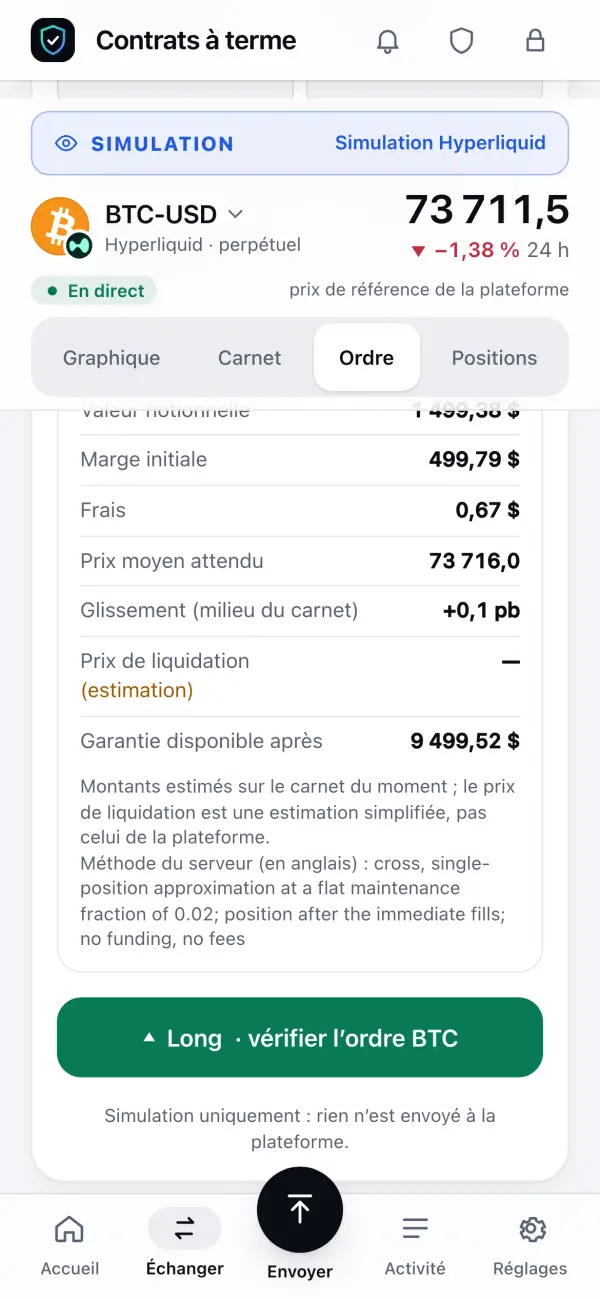 Contrats à terme
SIMULATION
Simulation Hyperliquid
BTC-USD
73 711,5
Hyperliquid · perpétuel
▼ −1,38 % 24 h
En direct
prix de référence de la plateforme
Graphique
Carnet
Ordre
Positions
Valeur notionnelle
1 499,38 $
Marge initiale
499,79 $
Frais
0,67 $
Prix moyen attendu
73 716,0
Glissement (milieu du carnet)
+0,1 pb
Prix de liquidation
(estimation)
—
Garantie disponible après
9 499,52 $
Montants estimés sur le carnet du moment ; le prix
de liquidation est une estimation simplifiée, pas
celui de la plateforme.
Méthode du serveur (en anglais) : cross, single-
position approximation at a flat maintenance
fraction of 0.02; position after the immediate fills;
no funding, no fees
▲ Long · vérifier l’ordre BTC
Simulation uniquement : rien n’est envoyé à la
plateforme.
Accueil
Échanger
Envoyer
Activité
Réglages